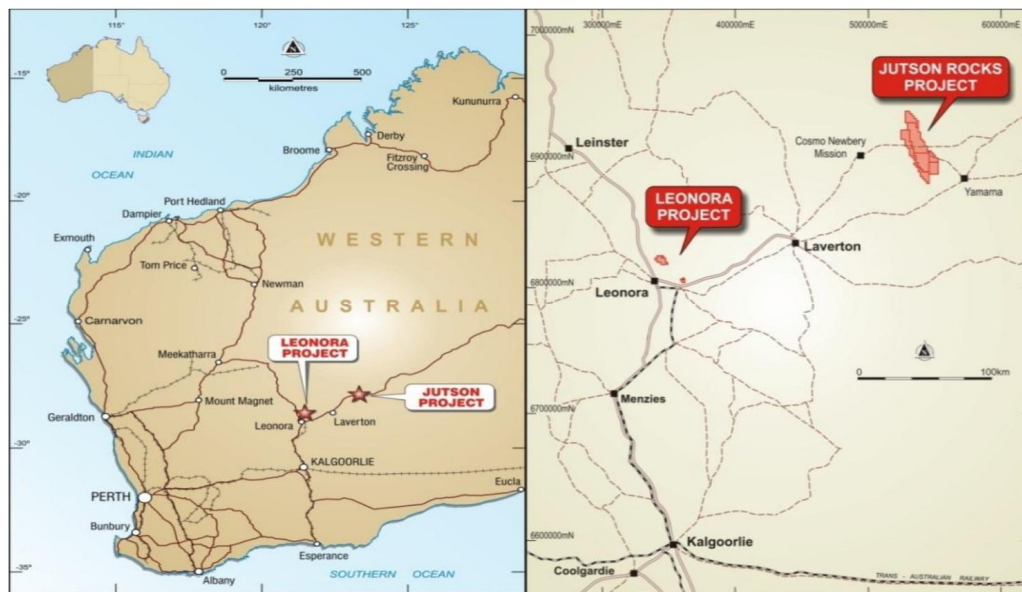 115°
120°
125°
-15°
-20°
-25°
-30°
-35°
0
250
500
kilometres
Kununurra
Derby
Broome
Fitzroy
Crossing
INDIAN
OCEAN
Port Hedland
Dampier
Exmouth
Tom Price
Newman
WESTERN
AUSTRALIA
Carnarvon
Meekatharra
LEONORA
PROJECT
JUTSON
PROJECT
Mount Magnet
Geraldton
Leonora
Laverton
KALGOORLIE
PERTH
Eucla
Bunbury
Esperance
Albany
SOUTHERN OCEAN
300000mE
400000mE
500000mE
600000mE
7000000mN
6900000mN
6800000mN
6700000mN
6600000mN
JUTSON ROCKS
PROJECT
Leinster
Cosmo Newbery
Mission
Yamarna
LEONORA
PROJECT
Laverton
Leonora
0
100km
Menzies
Kalgoorlie
Coolgardie
TRANS - AUSTRALIAN RAILWAY